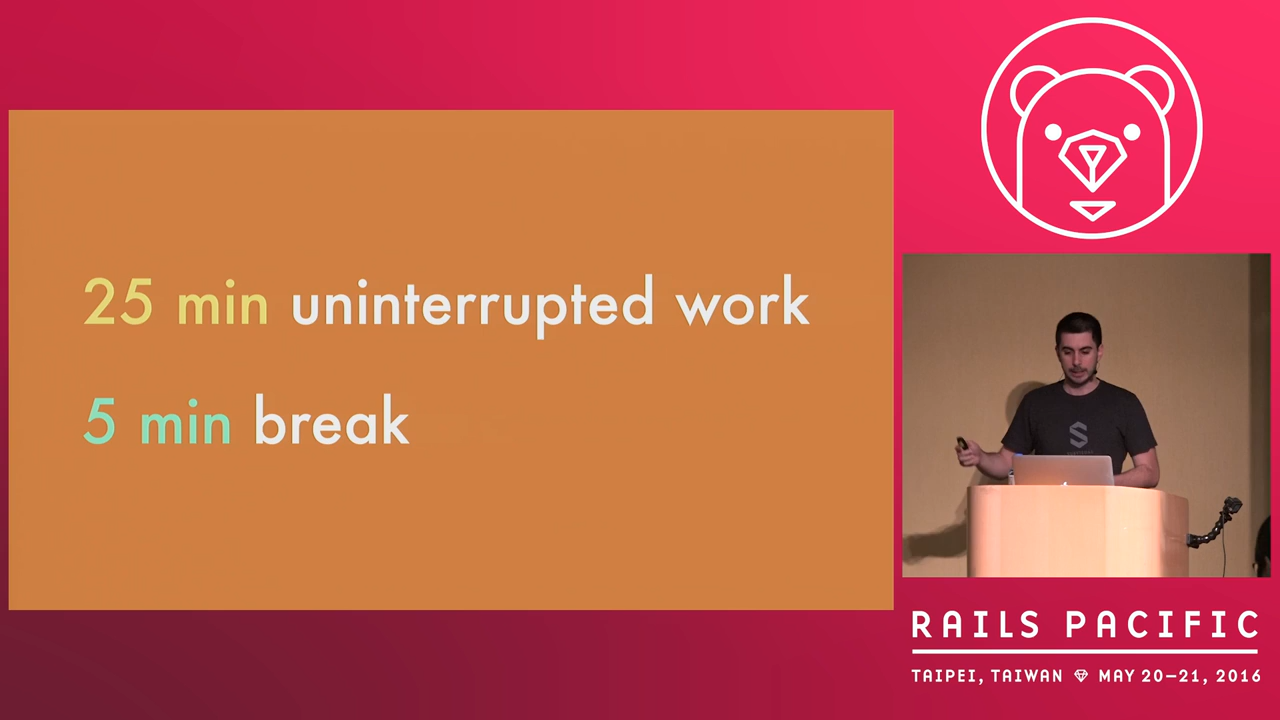 25 min uninterrupted work
5 min break
RAILS PACIFIC
TAIPEI, TAIWAN MAY 20–21, 2016